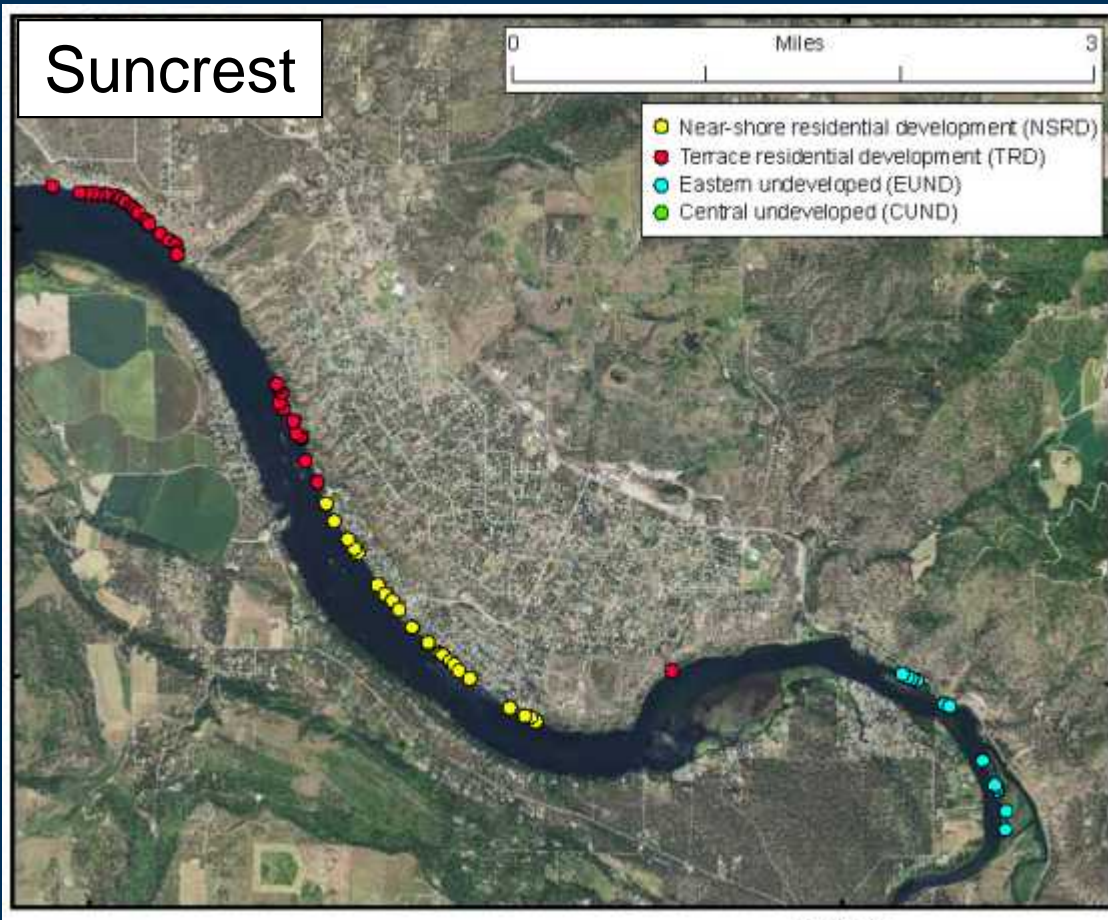 Suncrest
0 Miles 3
Near-shore residential development (NSRD)
Terrace residential development (TRD)
Eastern undeveloped (EUND)
Central undeveloped (CUND)